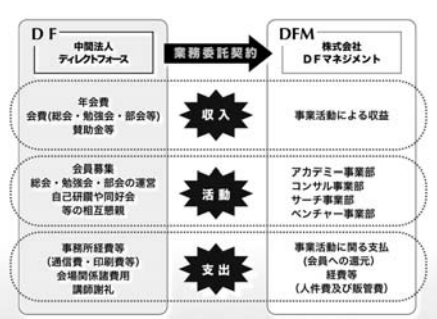 DF
中間法人
ディレクトフォース
業務委託契約
DFM
株式会社
DFマネジメント
年会費
会費(総会・勉強会・部会等)
賛助金等
収入
事業活動による収益
会員募集
総会・勉強会・部会の運営
自己研鑽や同好会
等の相互懇親
活動
アカデミー事業部
コンサル事業部
サーチ事業部
ベンチャー事業部
事務所経費等
(通信費・印刷費等)
会場関係諸費用
講師謝礼
支出
事業活動に関る支払
(会員への還元)
経費等
(人件費及び販管費)